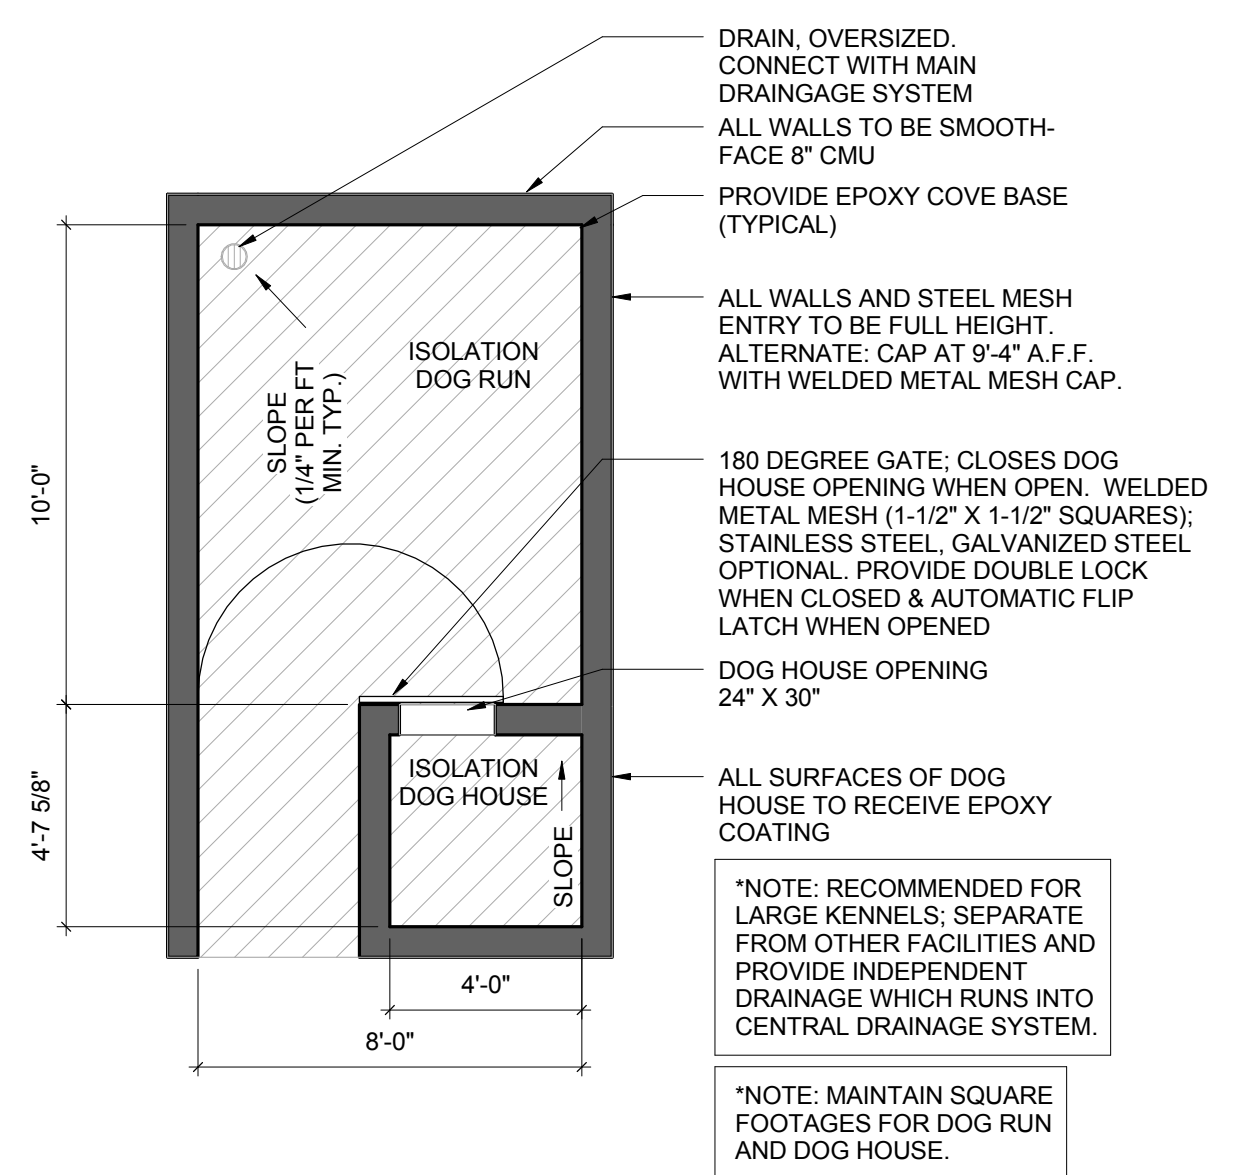 DRAIN, OVERSIZED.
CONNECT WITH MAIN
DRAINGAGE SYSTEM
ALL WALLS TO BE SMOOTH-
FACE 8" CMU
PROVIDE EPOXY COVE BASE
(TYPICAL)
ALL WALLS AND STEEL MESH
ENTRY TO BE FULL HEIGHT.
ALTERNATE: CAP AT 9'-4" A.F.F.
WITH WELDED METAL MESH CAP.
ISOLATION
DOG RUN
SLOPE
(1/4" PER FT
MIN. TYP.)
10'-0"
180 DEGREE GATE; CLOSES DOG
HOUSE OPENING WHEN OPEN. WELDED
METAL MESH (1-1/2" X 1-1/2" SQUARES);
STAINLESS STEEL, GALVANIZED STEEL
OPTIONAL. PROVIDE DOUBLE LOCK
WHEN CLOSED & AUTOMATIC FLIP
LATCH WHEN OPENED
DOG HOUSE OPENING
24" X 30"
4'-7 5/8"
ISOLATION
DOG HOUSE
SLOPE
ALL SURFACES OF DOG
HOUSE TO RECEIVE EPOXY
COATING
4'-0"
8'-0"
*NOTE: RECOMMENDED FOR
LARGE KENNELS; SEPARATE
FROM OTHER FACILITIES AND
PROVIDE INDEPENDENT
DRAINAGE WHICH RUNS INTO
CENTRAL DRAINAGE SYSTEM.
*NOTE: MAINTAIN SQUARE
FOOTAGES FOR DOG RUN
AND DOG HOUSE.